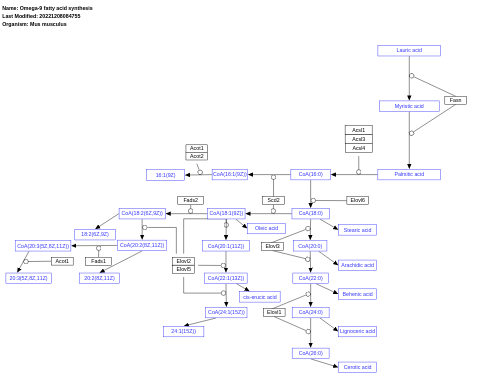 Name: Omega-9 fatty acid synthesis
Last Modified: 20221208084755
Organism: Mus musculus
Lauric acid
Fasn
Myristic acid
Acsl1
Acsl3
Acsl4
Acot1
Acot2
16:1(9Z)
CoA(16:1(9Z))
CoA(16:0)
Palmitic acid
Fads2
Scd2
Elovl6
CoA(18:2(6Z,9Z))
CoA(18:1(9Z))
CoA(18:0)
Oleic acid
Stearic acid
18:2(6Z,9Z)
CoA(20:3(5Z,8Z,11Z))
CoA(20:2(8Z,11Z))
CoA(20:1(11Z))
Elovl3
CoA(20:0)
Acot1
Fads1
Elovl2
Elovl5
Arachidic acid
20:3(5Z,8Z,11Z)
20:2(8Z,11Z)
CoA(22:1(13Z))
CoA(22:0)
cis-erucic acid
Behenic acid
CoA(24:1(15Z))
Elovl1
CoA(24:0)
24:1(15Z)
Lignoceric acid
CoA(26:0)
Cerotic acid